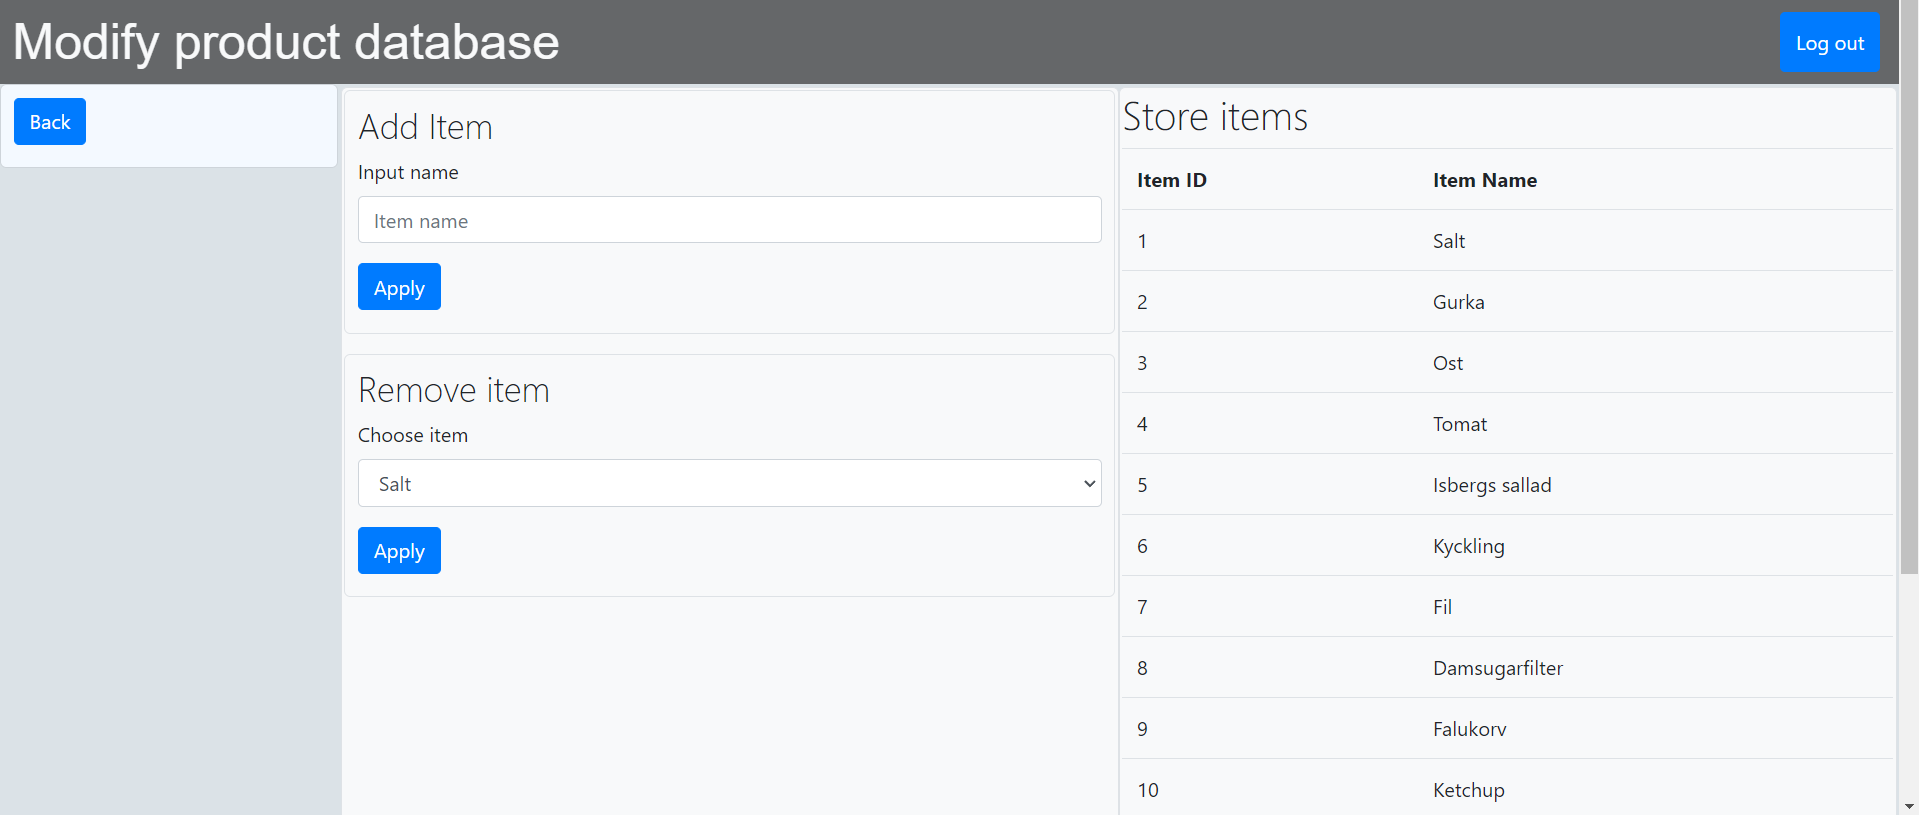 Modify product database
Log out
Back
Add Item
Input name
Item name
Apply
Remove item
Choose item
Salt
Apply
Store items
Item ID Item Name
1 Salt
2 Gurka
3 Ost
4 Tomat
5 Isbergs sallad
6 Kyckling
7 Fil
8 Damsugarfilter
9 Falukorv
10 Ketchup